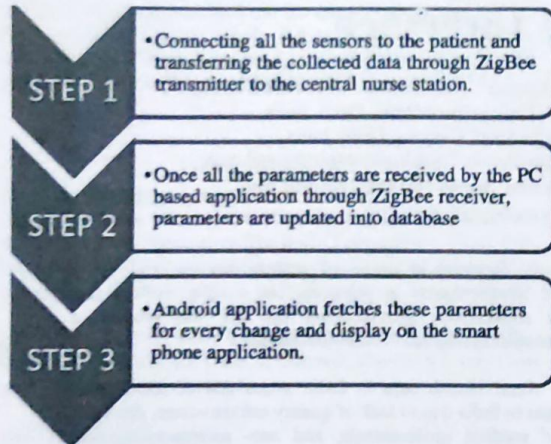 • Connecting all the sensors to the patient and
transferring the collected data through ZigBee
transmitter to the central nurse station.
STEP 1
• Once all the parameters are received by the PC
based application through ZigBee receiver,
parameters are updated into database
STEP 2
• Android application fetches these parameters
for every change and display on the smart
phone application.
STEP 3